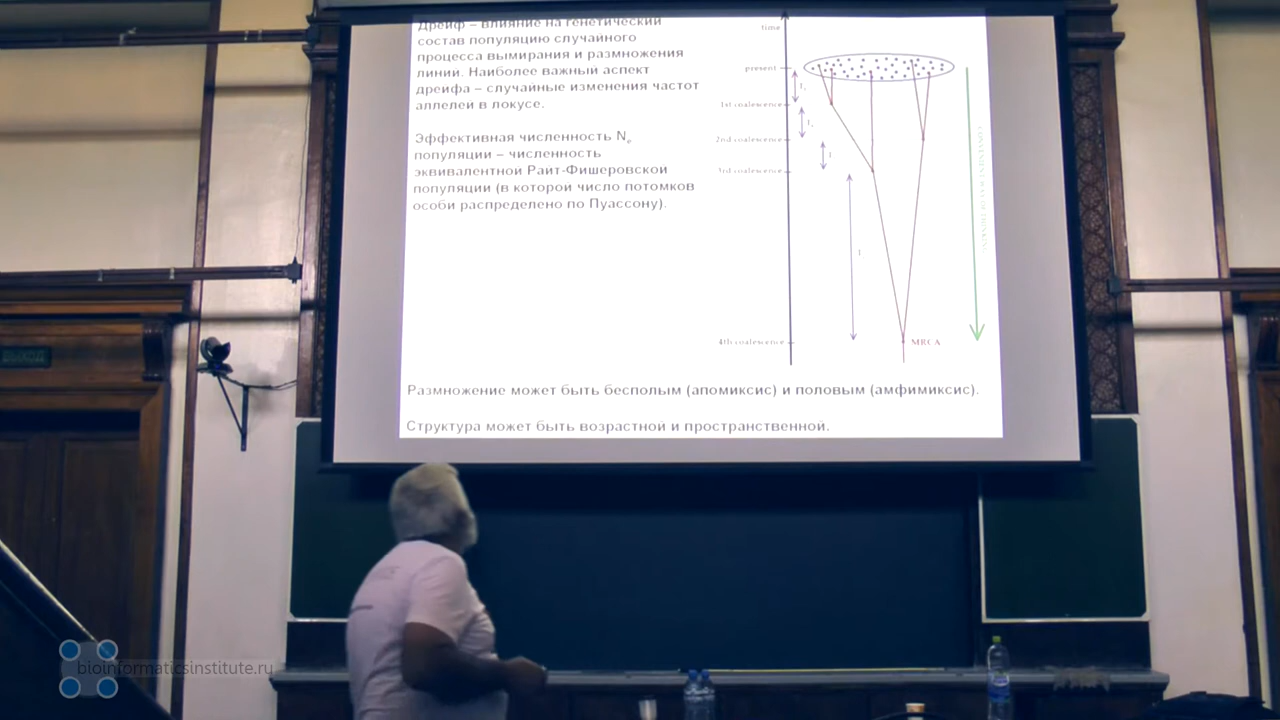 Дрейф – влияние на генетический
состав популяцию случайного
процесса вымирания и размножения
линий. Наиболее важный аспект
дрейфа – случайные изменения частот
аллелей в локусе.
Эффективная численность Ne
популяции – численность
эквивалентной Райт-Фишеровской
популяции (в которой число потомков
особи распределено по Пуассону).
time
present
1st coalescence
2nd coalescence
3rd coalescence
4th coalescence
MRCA
Размножение может быть бесполым (апомиксис) и половым (амфимиксис).
Структура может быть возрастной и пространственной.
ВЫХОД
bioinformaticsinstitute.ru